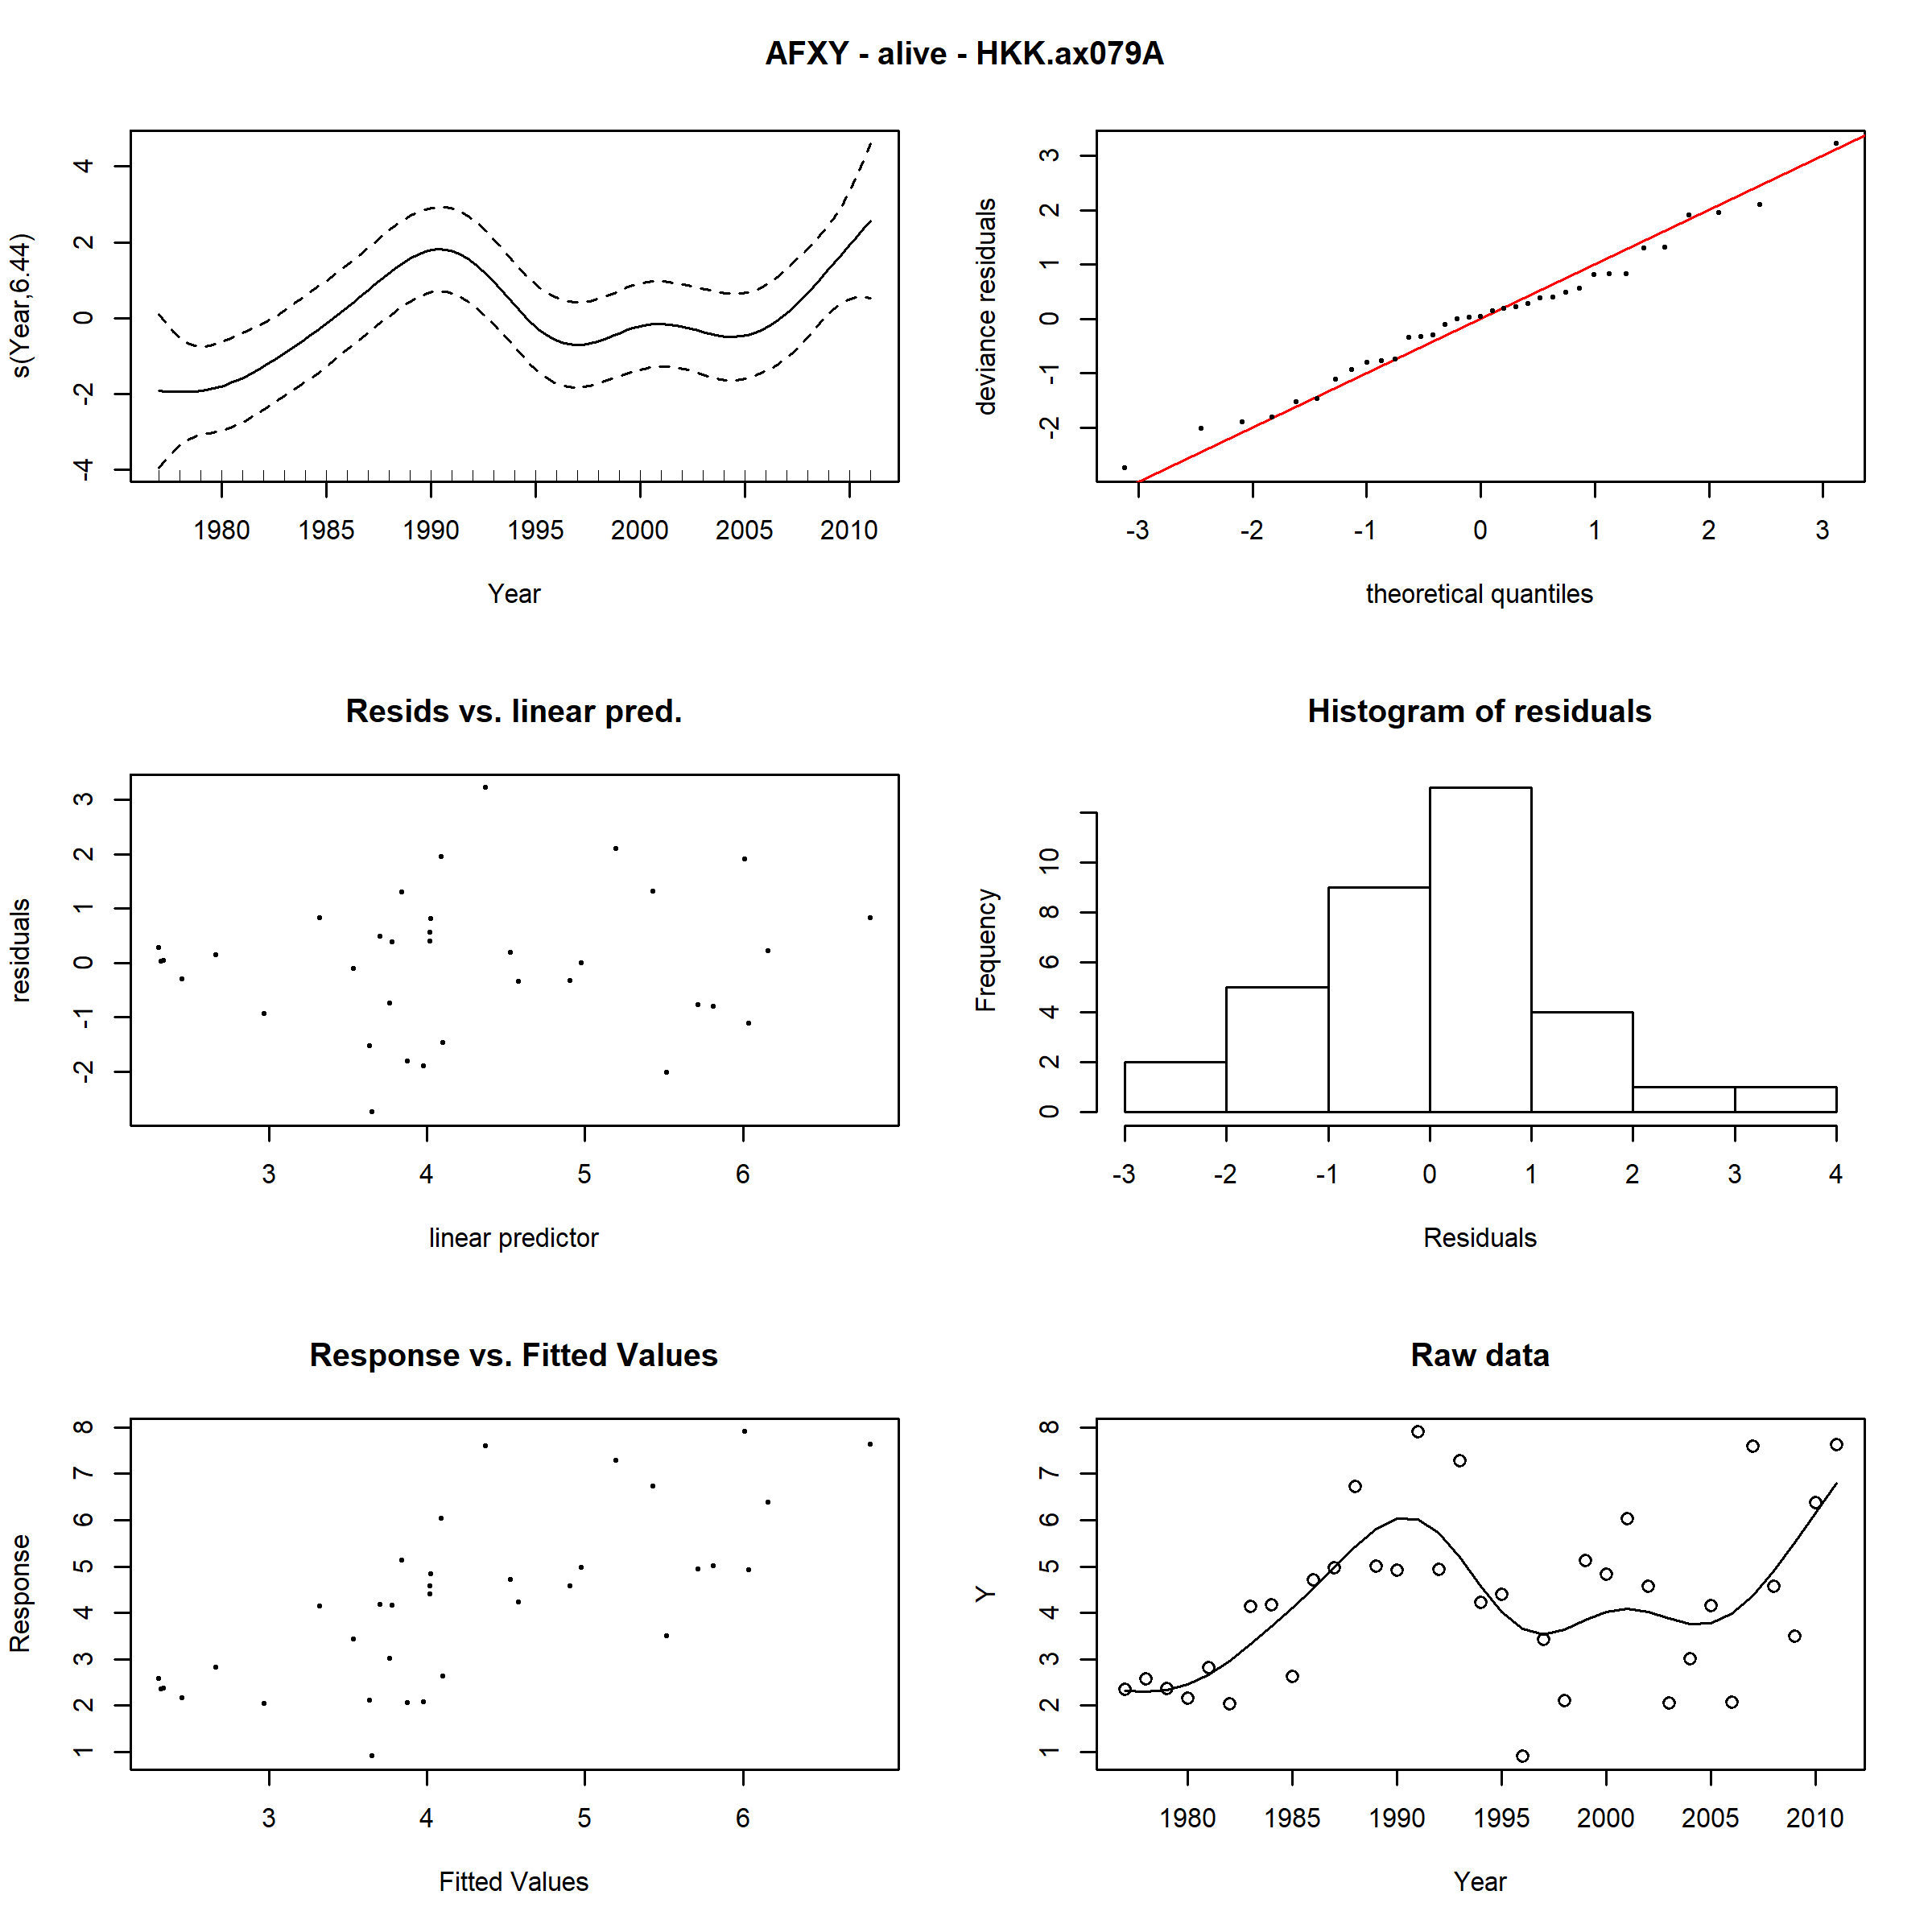 AFXY - alive - HKK.ax079A
s(Year,6.44)
4
2
0
-2
-4
1980 1985 1990 1995 2000 2005 2010
Year
deviance residuals
3
2
1
0
-1
-2
-3 -2 -1 0 1 2 3
theoretical quantiles
Resids vs. linear pred.
residuals
3
2
1
0
-1
-2
3 4 5 6
linear predictor
Histogram of residuals
Frequency
10
8
6
4
2
0
-3 -2 -1 0 1 2 3 4
Residuals
Response vs. Fitted Values
Response
8
7
6
5
4
3
2
1
3 4 5 6
Fitted Values
Raw data
Y
8
7
6
5
4
3
2
1
1980 1985 1990 1995 2000 2005 2010
Year